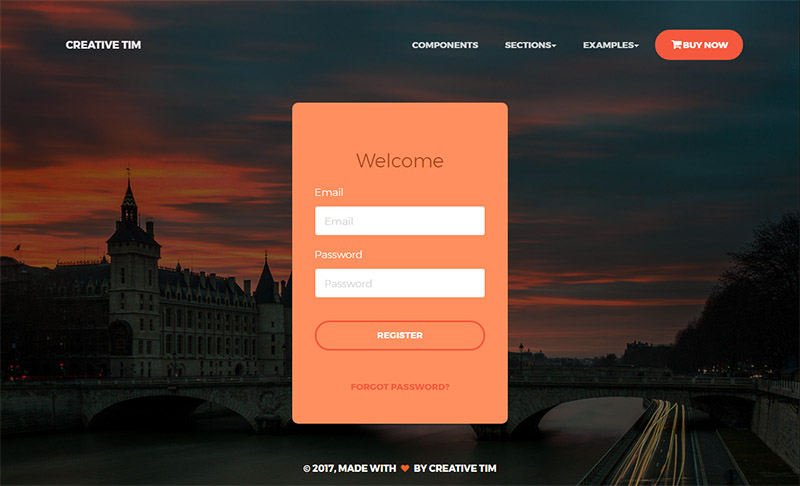 CREATIVE TIM COMPONENTS SECTIONS EXAMPLES BUY NOW
Welcome
Email
Email
Password
Password
REGISTER
FORGOT PASSWORD?
© 2017, MADE WITH BY CREATIVE TIM